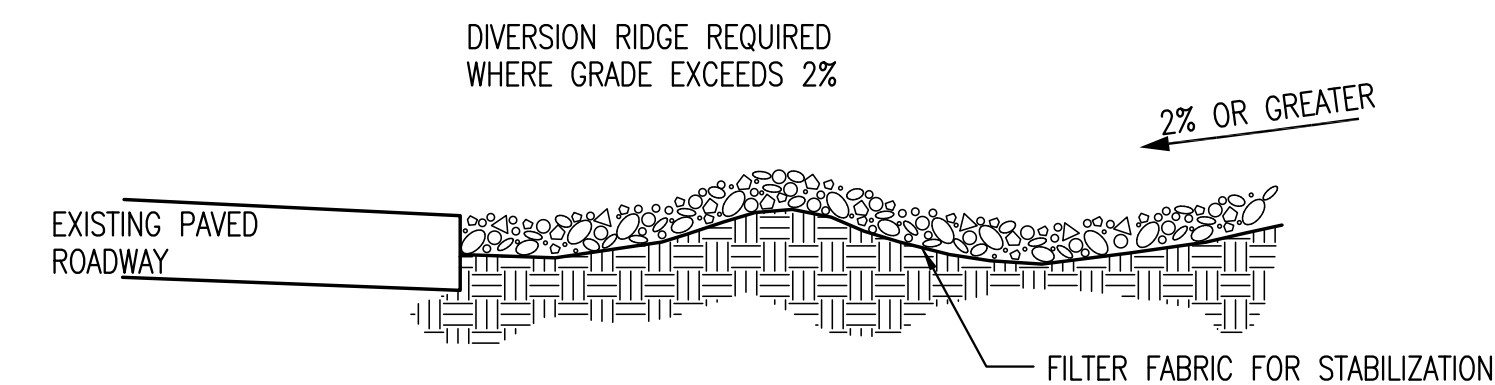 DIVERSION RIDGE REQUIRED
WHERE GRADE EXCEEDS 2%
2% OR GREATER
EXISTING PAVED
ROADWAY
FILTER FABRIC FOR STABILIZATION